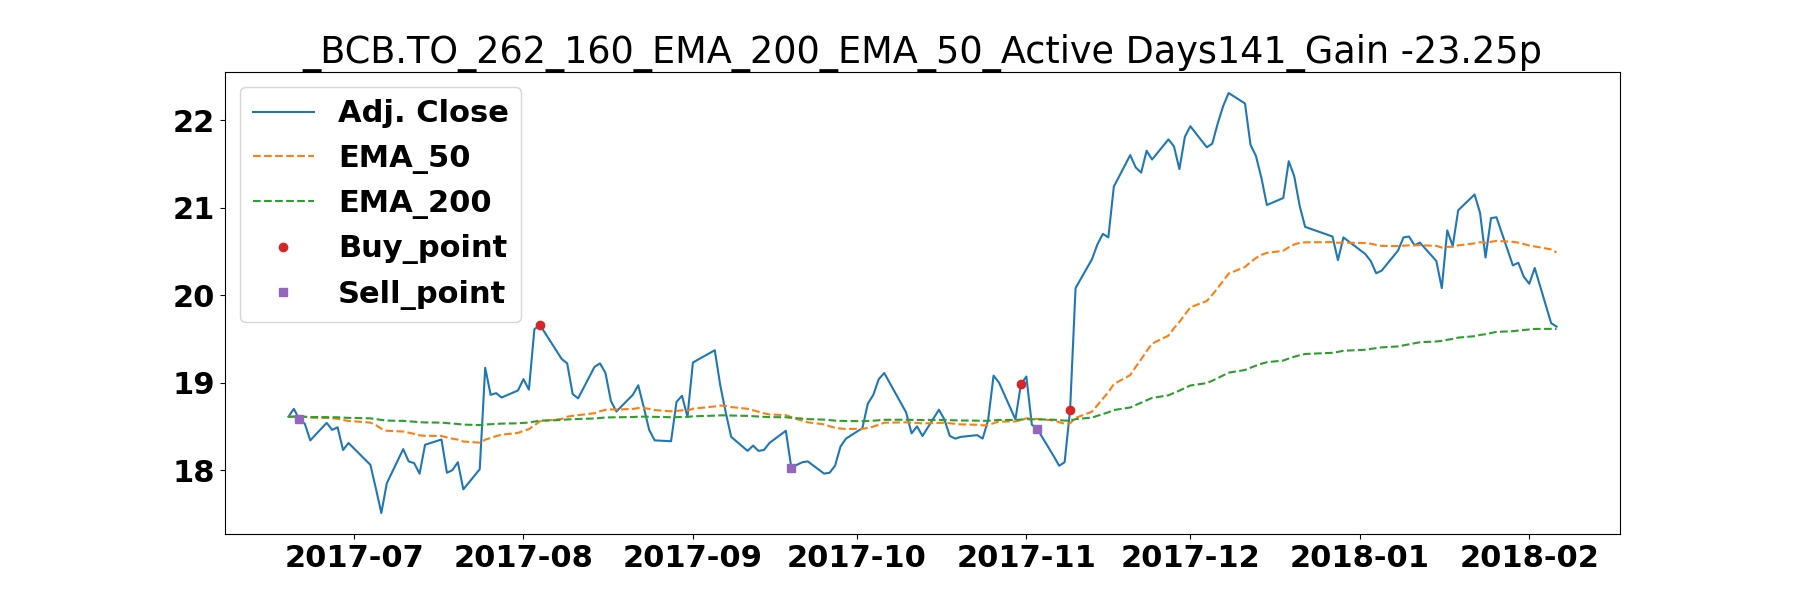 _BCB.TO_262_160_EMA_200_EMA_50_Active Days141_Gain -23.25p
Adj. Close
EMA_50
EMA_200
Buy_point
Sell_point
22
21
20
19
18
2017-07 2017-08 2017-09 2017-10 2017-11 2017-12 2018-01 2018-02